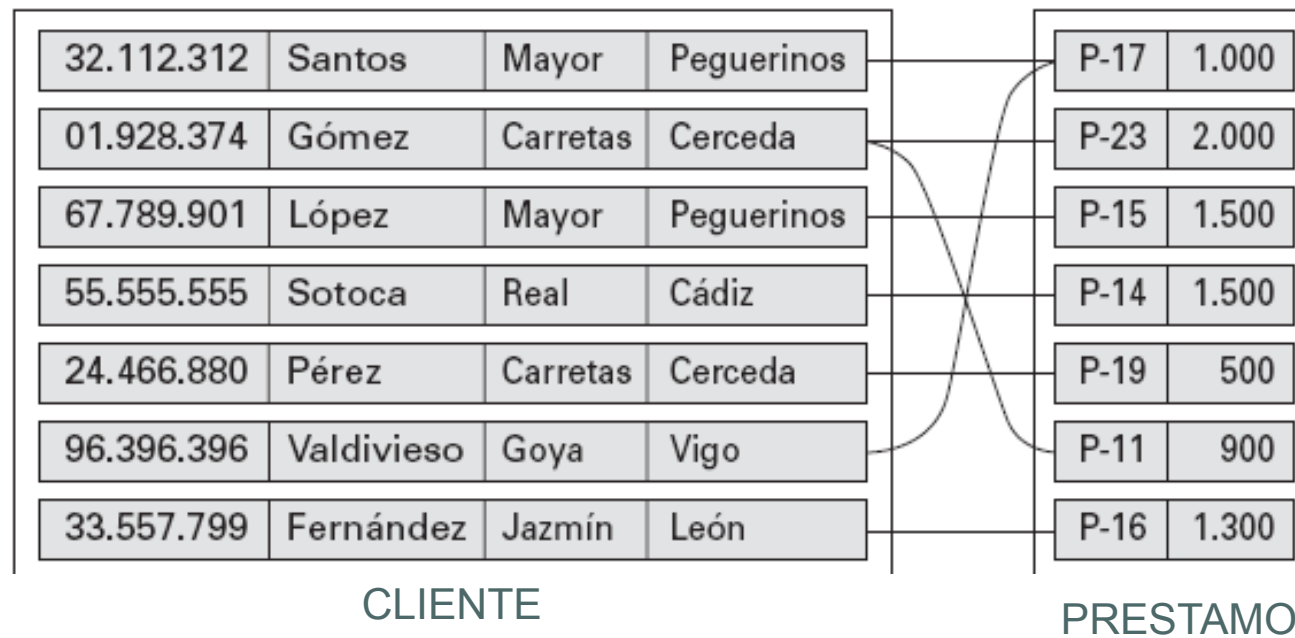 32.112.312 Santos Mayor Peguerinos P-17 1.000
01.928.374 Gómez Carretas Cerceda P-23 2.000
67.789.901 López Mayor Peguerinos P-15 1.500
55.555.555 Sotoca Real Cádiz P-14 1.500
24.466.880 Pérez Carretas Cerceda P-19 500
96.396.396 Valdivieso Goya Vigo P-11 900
33.557.799 Fernández Jazmín León P-16 1.300
CLIENTE PRESTAMO